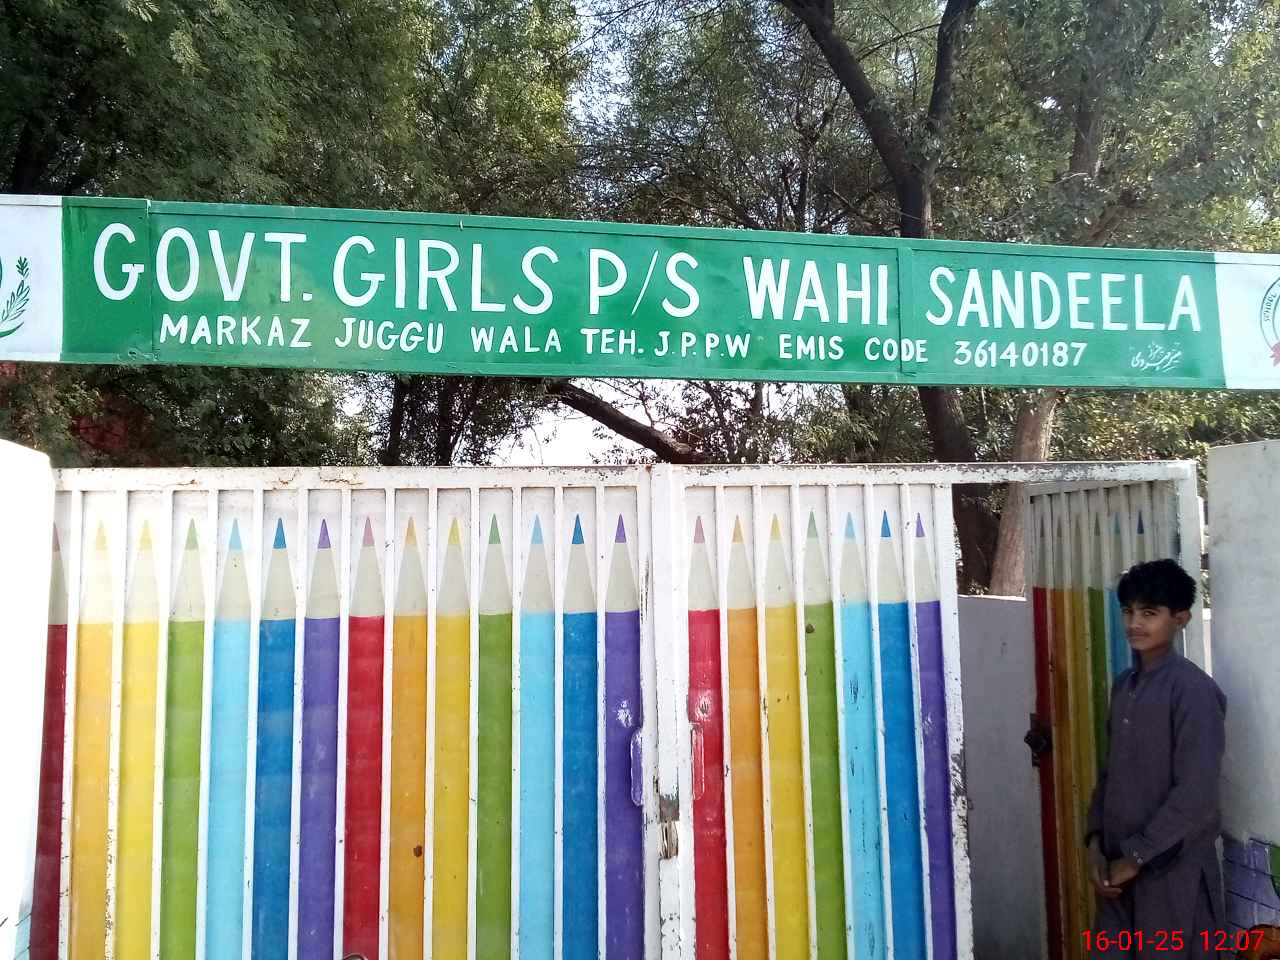 GOVT. GIRLS P/S WAHI SANDEELA
MARKAZ JUGGU WALA TEH. J.P.P.W EMIS CODE 36140187
16-01-25 12:07